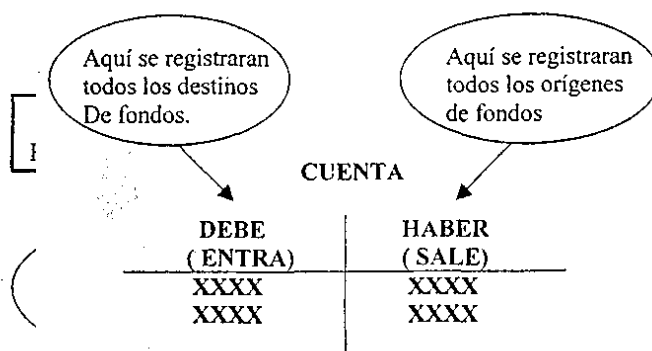 Aquí se registraran
todos los destinos
De fondos.
Aquí se registraran
todos los orígenes
de fondos
CUENTA
DEBE
( ENTRA)
XXXX
XXXX
HABER
(SALE)
XXXX
XXXX